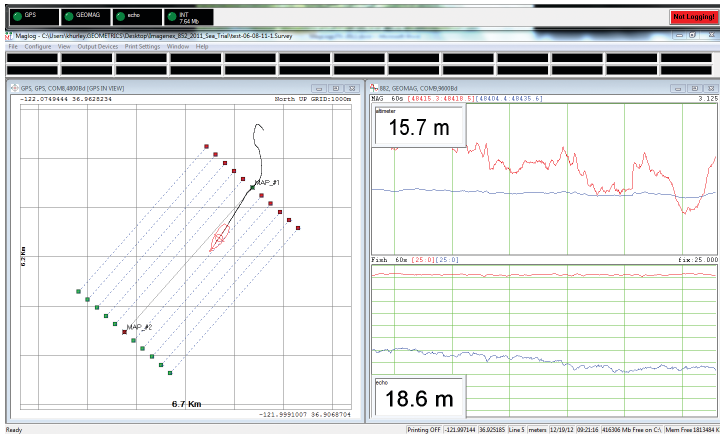 GPS
GEOMAG
echo
INT
7.64 Mb
Not Logging!
Maglog - C:\Users\khurley.GEOMETRICS\Desktop\Imagenex_852_2011_Sea_Trial\test-06-08-11-1.Survey
File Configure View Output Devices Print Settings Window Help
GPS, GPS, COM8,4800Bd [GPS IN VIEW]
-122.0749444 36.9628234
North UP GRID:1000m
MAP_#1
MAP_#2
6.2 Km
6.7 Km
-121.9991007 36.9068704
882, GEOMAG, COM9,9600Bd
MAG 60s [48415.3:48418.5][48404.4:48435.6] 3.125
altimeter
15.7 m
Fish 60s [25:0][25:0] fix:25.000
echo
18.6 m
Ready
Printing OFF -121.997144 36.925185 Line 5 meters 12/19/12 09:21:16 416306 Mb Free on C:\ Mem Free 1813484 K